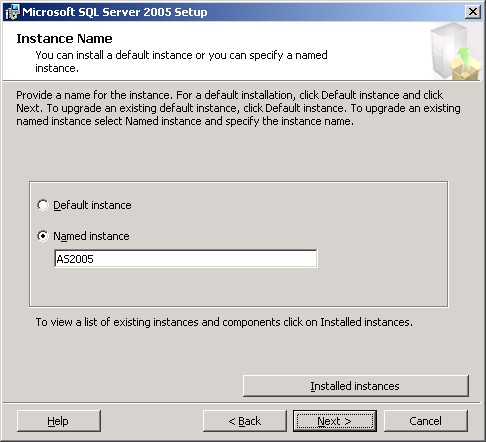 Microsoft SQL Server 2005 Setup
Instance Name
You can install a default instance or you can specify a named
instance.
Provide a name for the instance. For a default installation, click Default instance and click
Next. To upgrade an existing default instance, click Default instance. To upgrade an existing
named instance select Named instance and specify the instance name.
Default instance
Named instance
AS2005
To view a list of existing instances and components click on Installed instances.
Installed instances
Help
< Back
Next >
Cancel